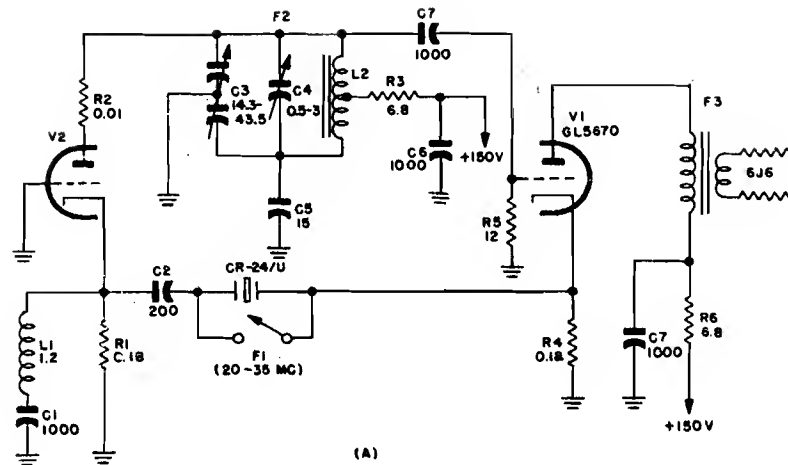 F2
C7
1000
R2
0.01
V2
C3
14.3-
43.5
C4
0.5-3
L2
R3
6.8
C6
1000
+150V
V1
GL5670
F3
6J6
C5
15
R5
12
CR-24/U
C2
200
F1
(20-35 MC)
L1
1.2
R1
0.18
C1
1000
R4
0.18
C7
1000
R6
6.8
+150V
(A)